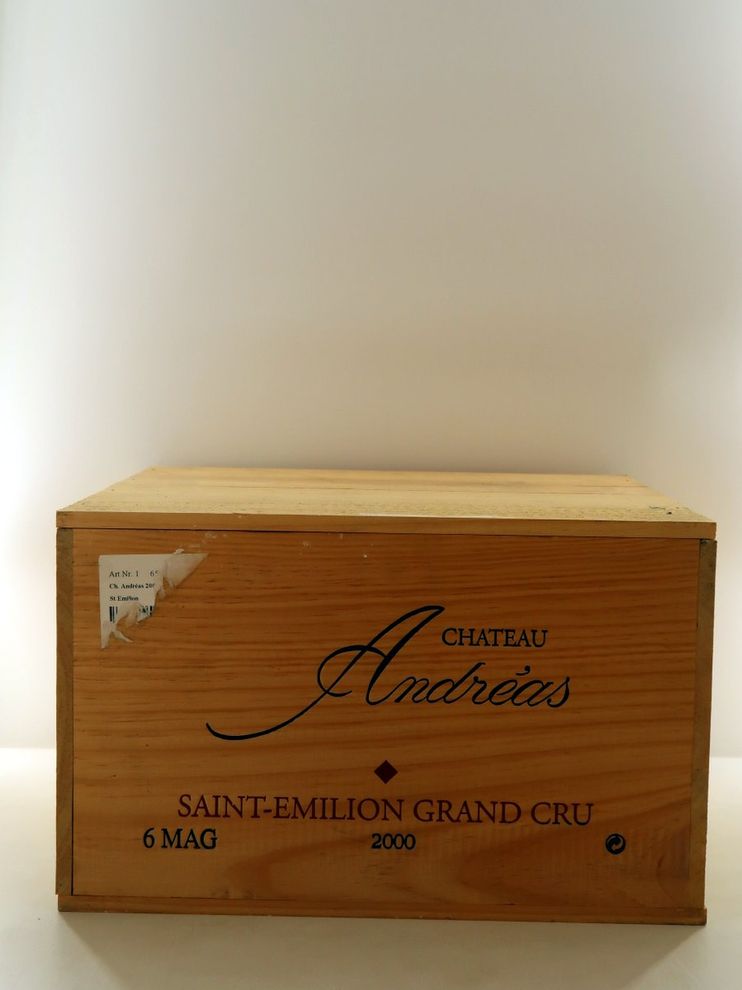 Art Nr. 1
Ch. Andréas
St Emilion
CHATEAU
Andréas
SAINT-EMILION GRAND CRU
6 MAG
2000